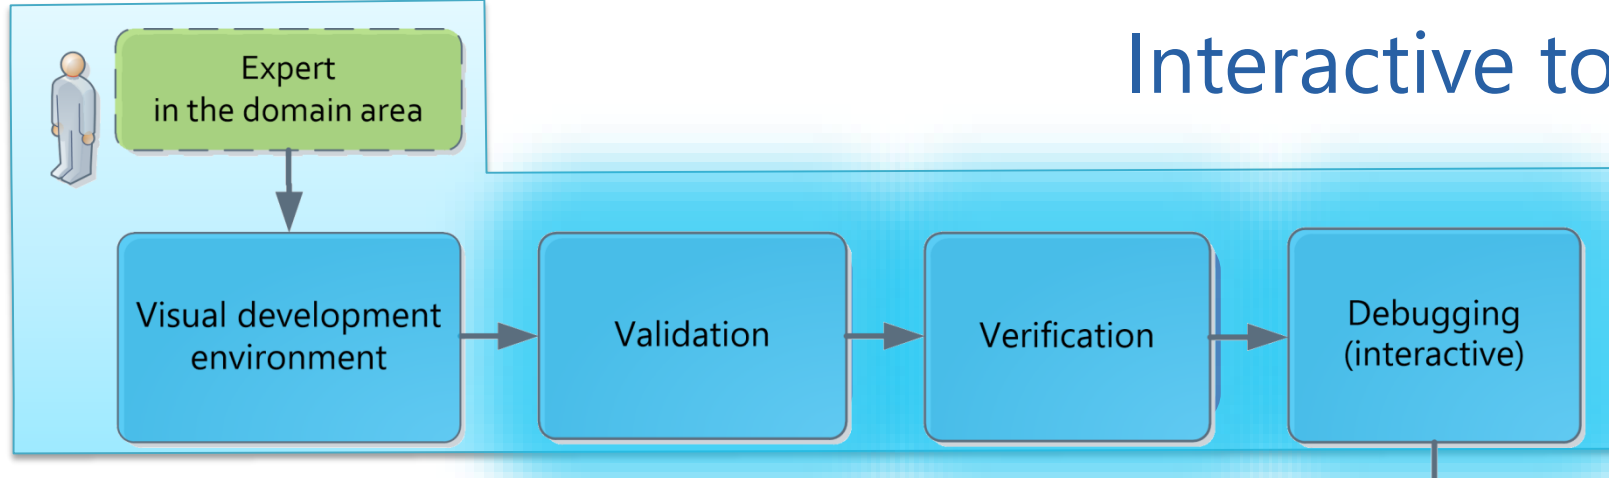 Interactive to
Expert
in the domain area
Visual development
environment
Validation
Verification
Debugging
(interactive)